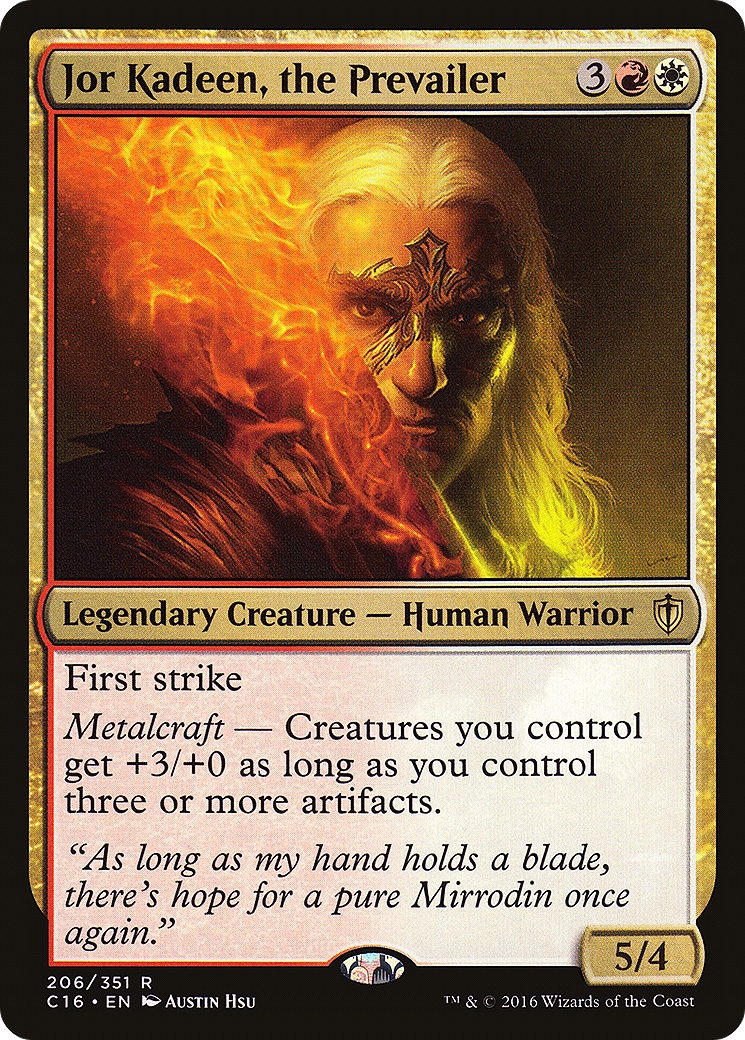 Jor Kadeen, the Prevailer 3
Legendary Creature — Human Warrior
First strike
Metalcraft — Creatures you control
get +3/+0 as long as you control
three or more artifacts.
“As long as my hand holds a blade,
there’s hope for a pure Mirrodin once
again.”
5/4
206/351 R
C16 • EN Austin Hsu
™ & © 2016 Wizards of the Coast